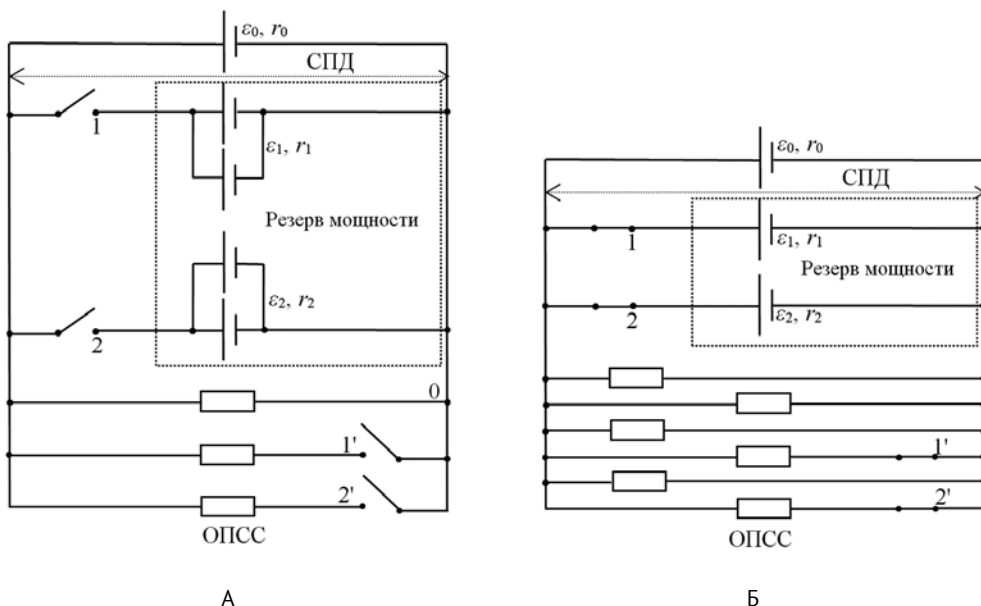 ε₀, r₀
СПД
1
ε₁, r₁
Резерв мощности
ε₂, r₂
2
0
1'
2'
ОПСС
А
ε₀, r₀
СПД
1
ε₁, r₁
Резерв мощности
2
ε₂, r₂
1'
2'
ОПСС
Б